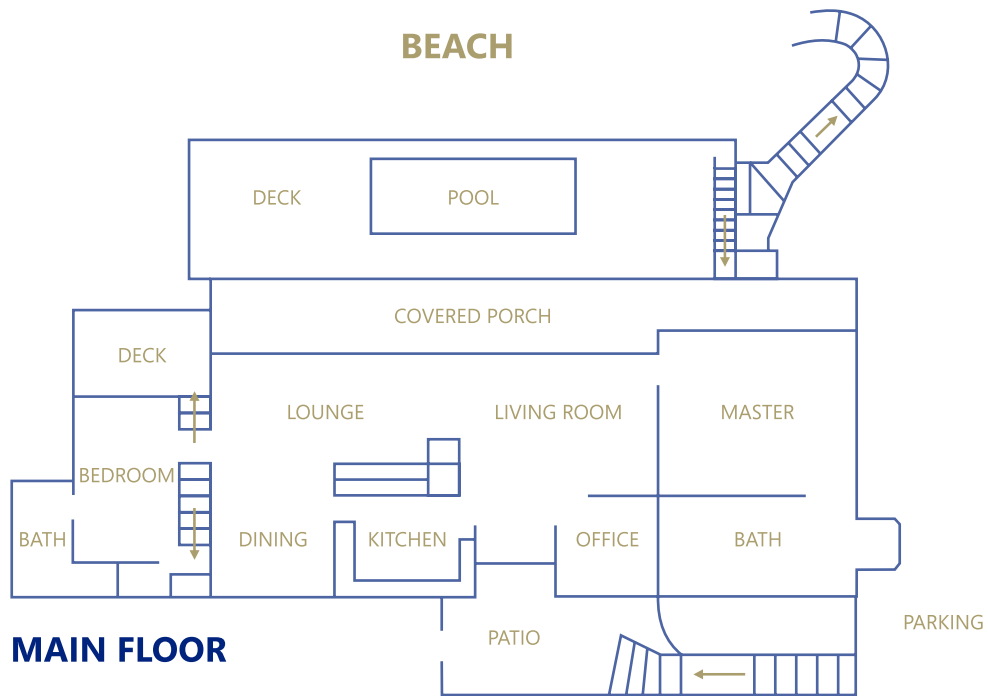 BEACH
DECK
POOL
COVERED PORCH
DECK
LOUNGE
LIVING ROOM
MASTER
BEDROOM
BATH
DINING
KITCHEN
OFFICE
BATH
PARKING
PATIO
MAIN FLOOR